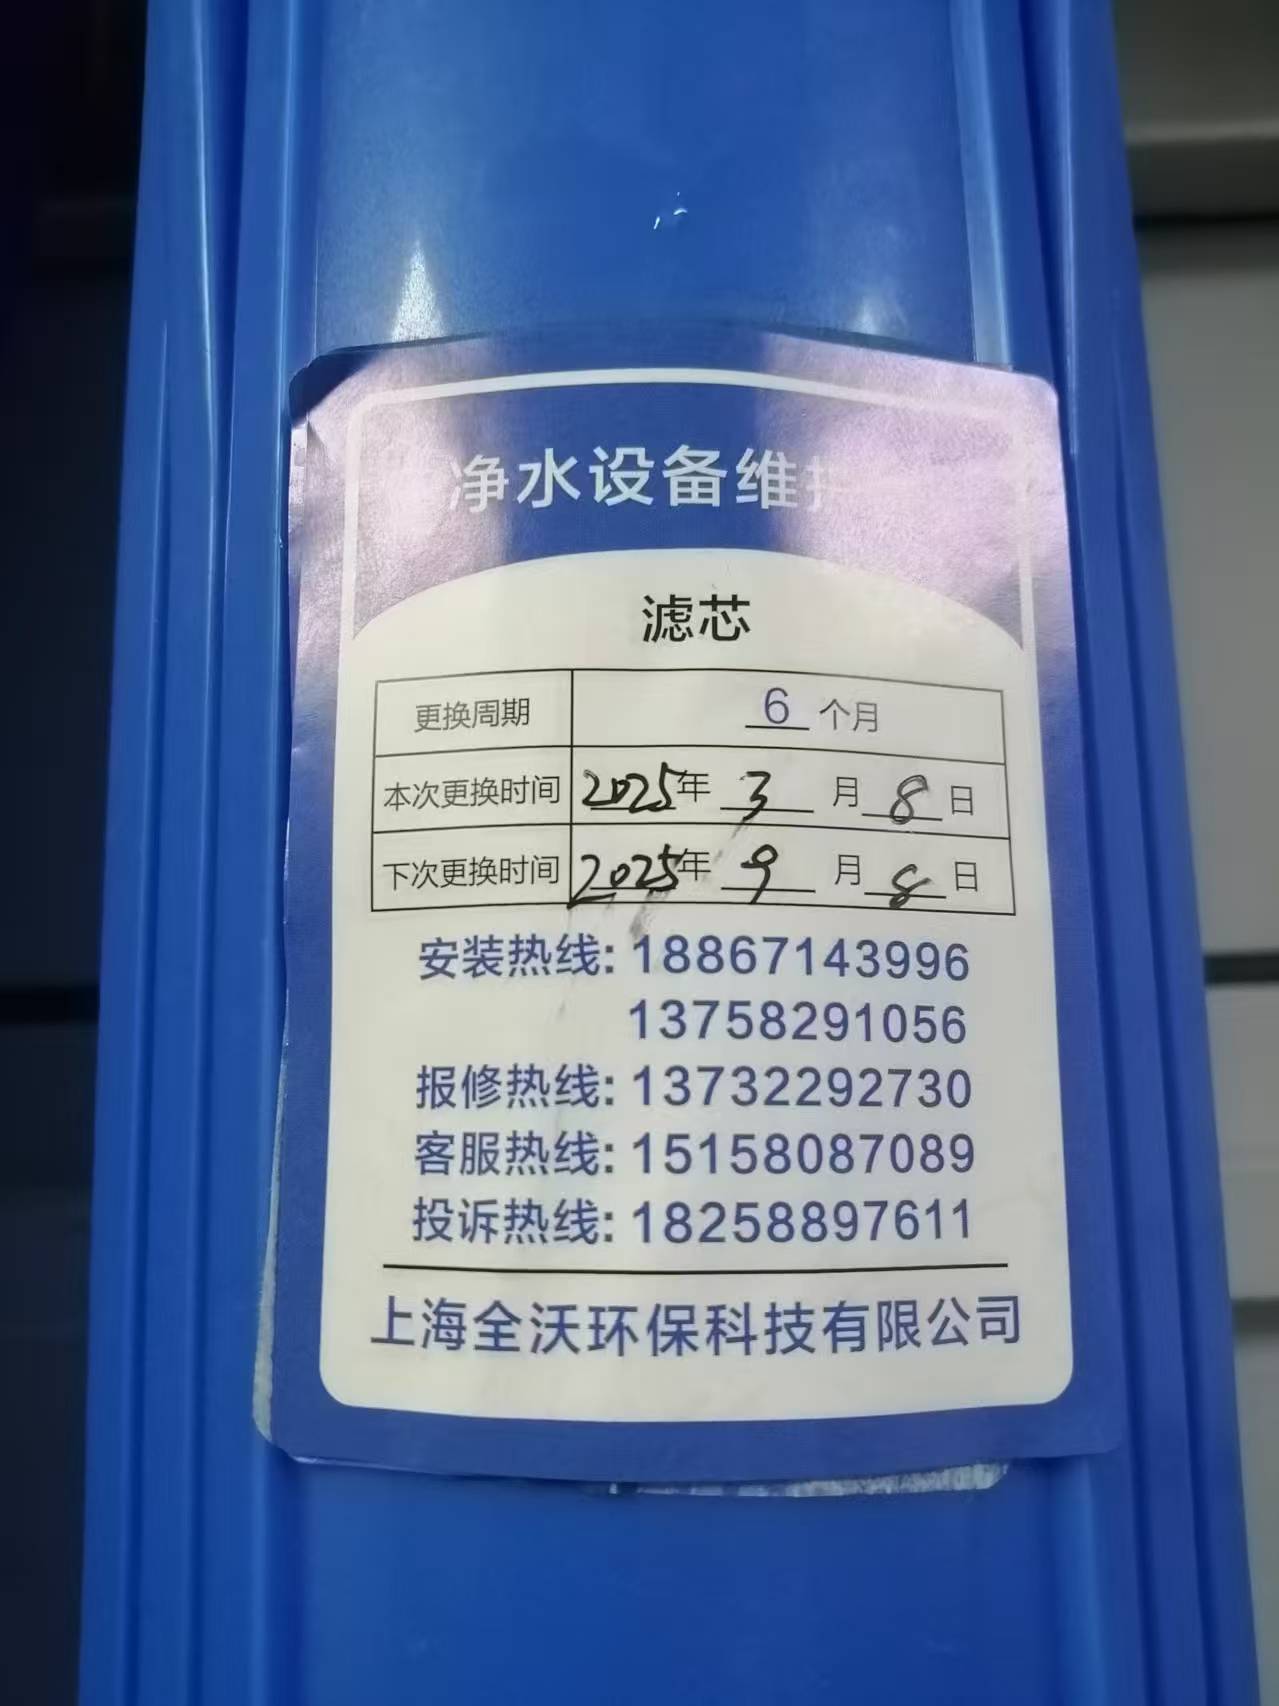 净水设备维
滤芯
更换周期 6 个月
本次更换时间 2025年 3 月 8 日
下次更换时间 2025年 9 月 8 日
安装热线: 18867143996
13758291056
报修热线: 13732292730
客服热线: 15158087089
投诉热线: 18258897611
上海全沃环保科技有限公司